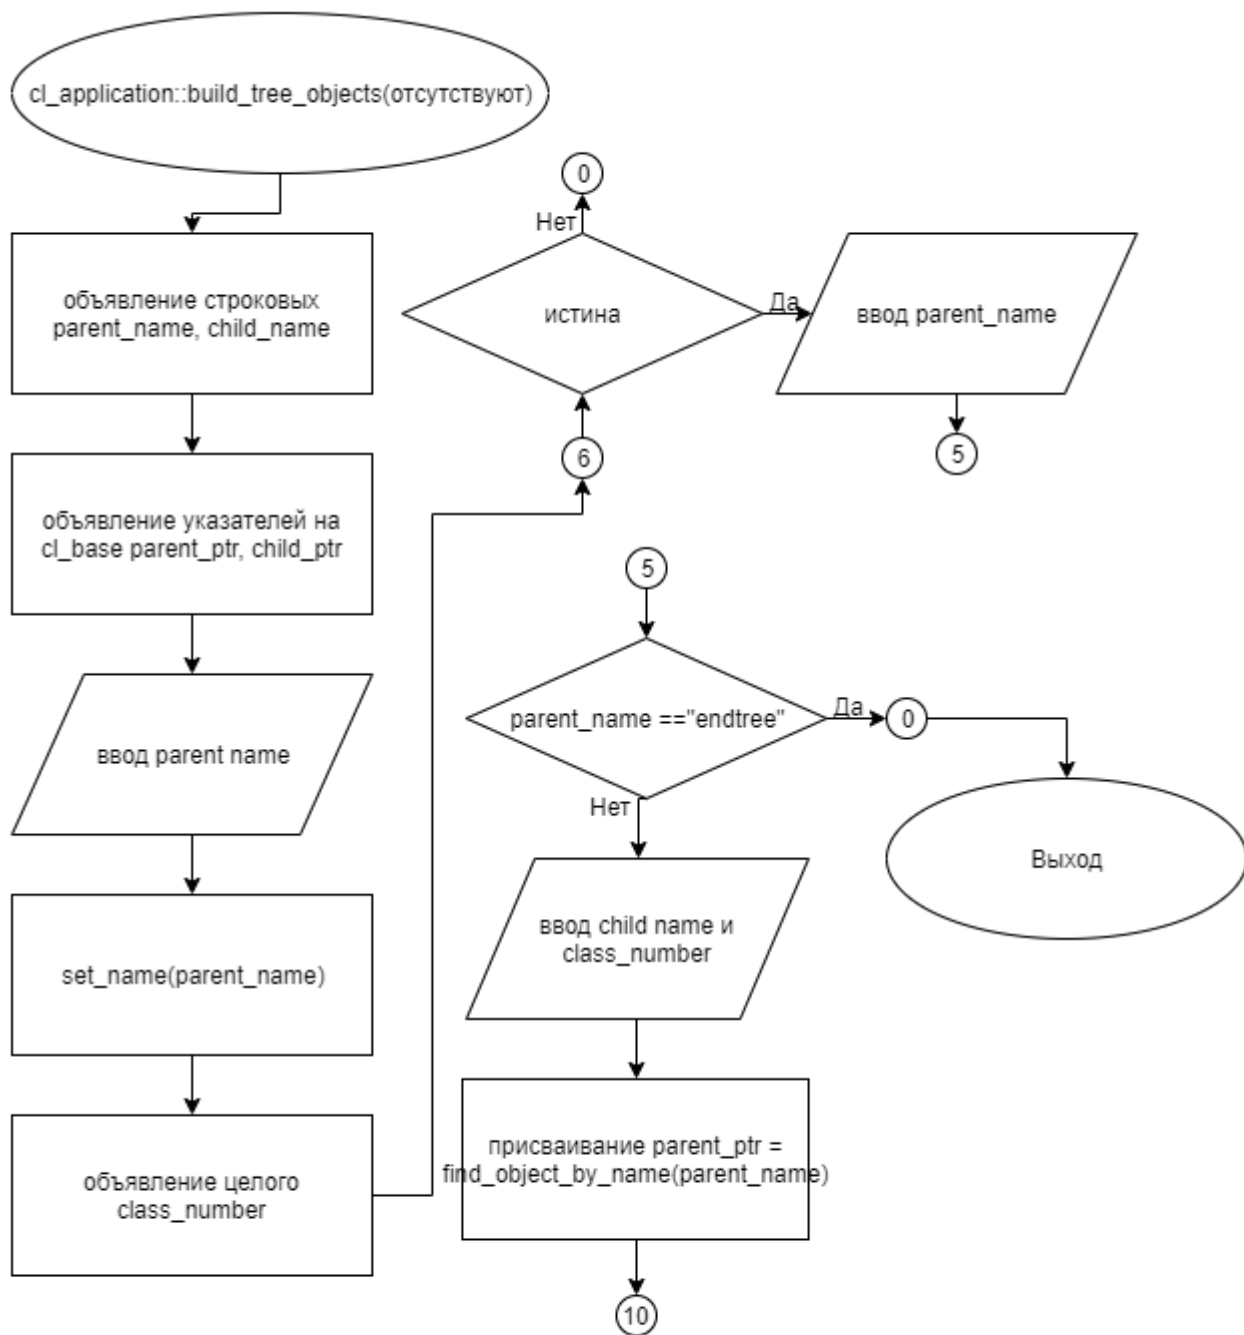 cl_application::build_tree_objects(отсутствуют)
объявление строковых
parent_name, child_name
объявление указателей на
cl_base parent_ptr, child_ptr
ввод parent name
set_name(parent_name)
объявление целого
class_number
0
Нет
истина
Да
ввод parent_name
6
5
5
parent_name =="endtree"
Да
0
Нет
Выход
ввод child name и
class_number
присваивание parent_ptr =
find_object_by_name(parent_name)
10